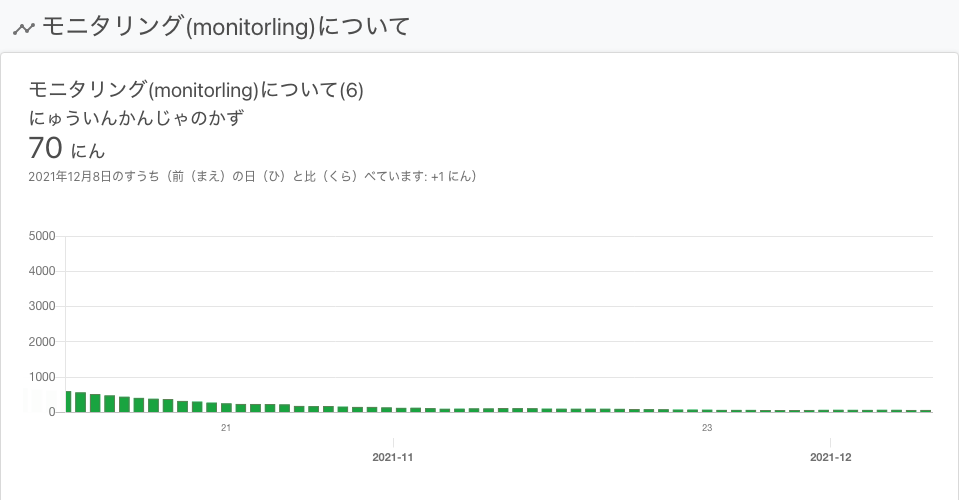 モニタリング(monitorling)について
モニタリング(monitorling)について(6)
にゅういんかんじゃのかず
70 にん
2021年12月8日のすうち（前（まえ）の日（ひ）と比（くら）べています: +1 にん）
5000
4000
3000
2000
1000
0
21 23
2021-11 2021-12